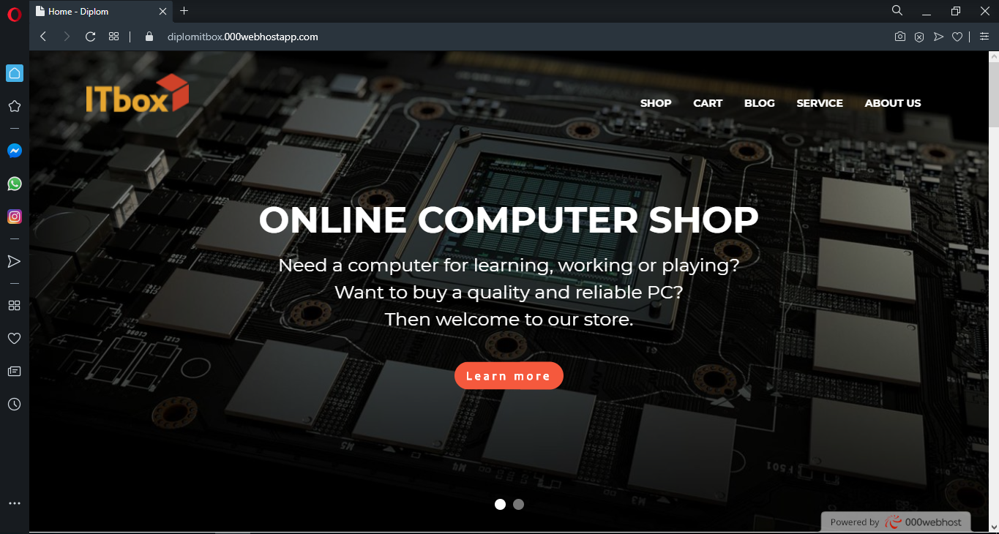 Home - Diplom
diplomitbox.000webhostapp.com
ITbox
SHOP CART BLOG SERVICE ABOUT US
ONLINE COMPUTER SHOP
Need a computer for learning, working or playing?
Want to buy a quality and reliable PC?
Then welcome to our store.
Learn more
Powered by 000webhost